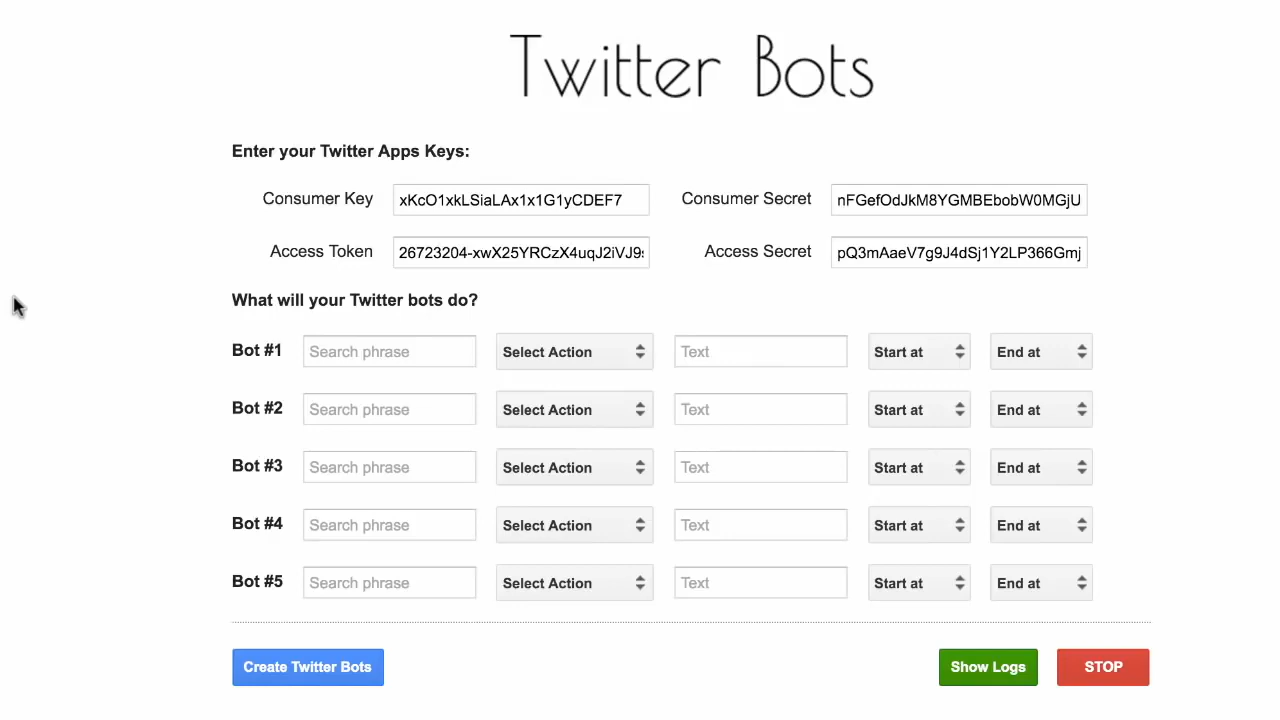 Twitter Bots
Enter your Twitter Apps Keys:
Consumer Key xKcO1xkLSiaLAx1x1G1yCDEF7 Consumer Secret nFGefOdJkM8YGMBEbobW0MGjU
Access Token 26723204-xwX25YRCzX4uqJ2iVJ9s Access Secret pQ3mAaeV7g9J4dSj1Y2LP366Gmj
What will your Twitter bots do?
Bot #1 Search phrase Select Action Text Start at End at
Bot #2 Search phrase Select Action Text Start at End at
Bot #3 Search phrase Select Action Text Start at End at
Bot #4 Search phrase Select Action Text Start at End at
Bot #5 Search phrase Select Action Text Start at End at
Create Twitter Bots Show Logs STOP